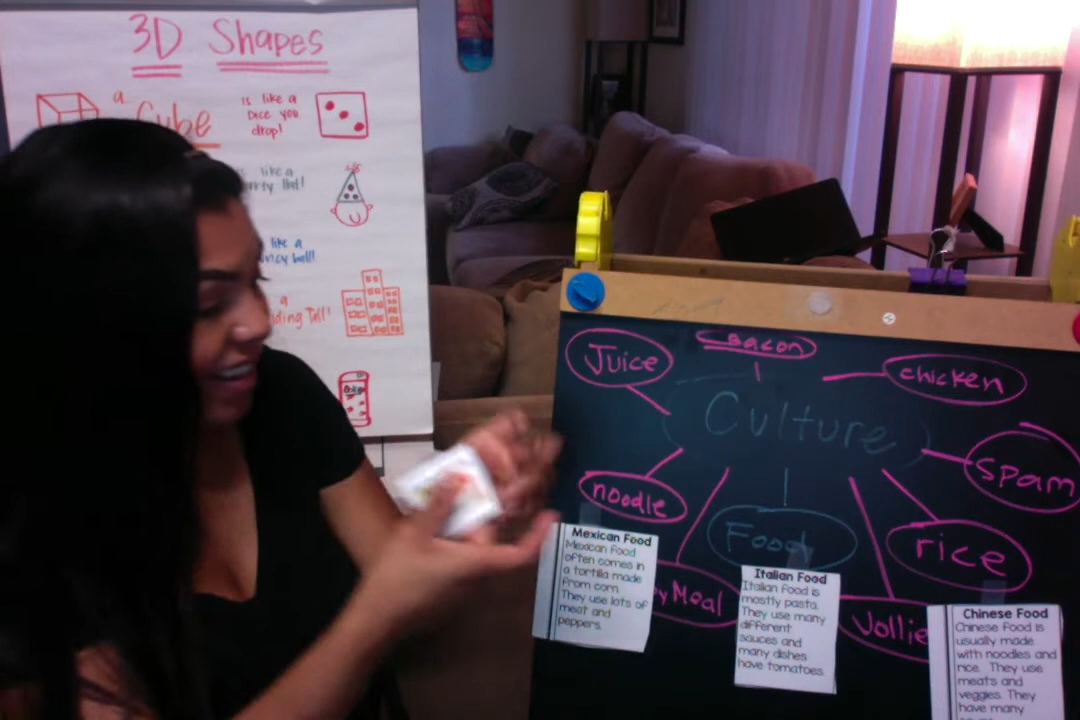 3D Shapes
a
Cube
is like a
Dice you
drop!
is like a
Hat!
like a
ball!
a
Tall!
Juice
Bacon
chicken
Culture
spam
noodle
Food
rice
Meal
Mexican Food
Mexican food
often comes in
a tortilla made
from corn.
They use lots of
meat and
peppers.
Italian Food
Italian food is
mostly pasta.
They use many
different
sauces and
many dishes
have tomatoes.
Chinese Food
Chinese food is
usually made
with noodles and
rice. They use
meats and
veggies. They
have many